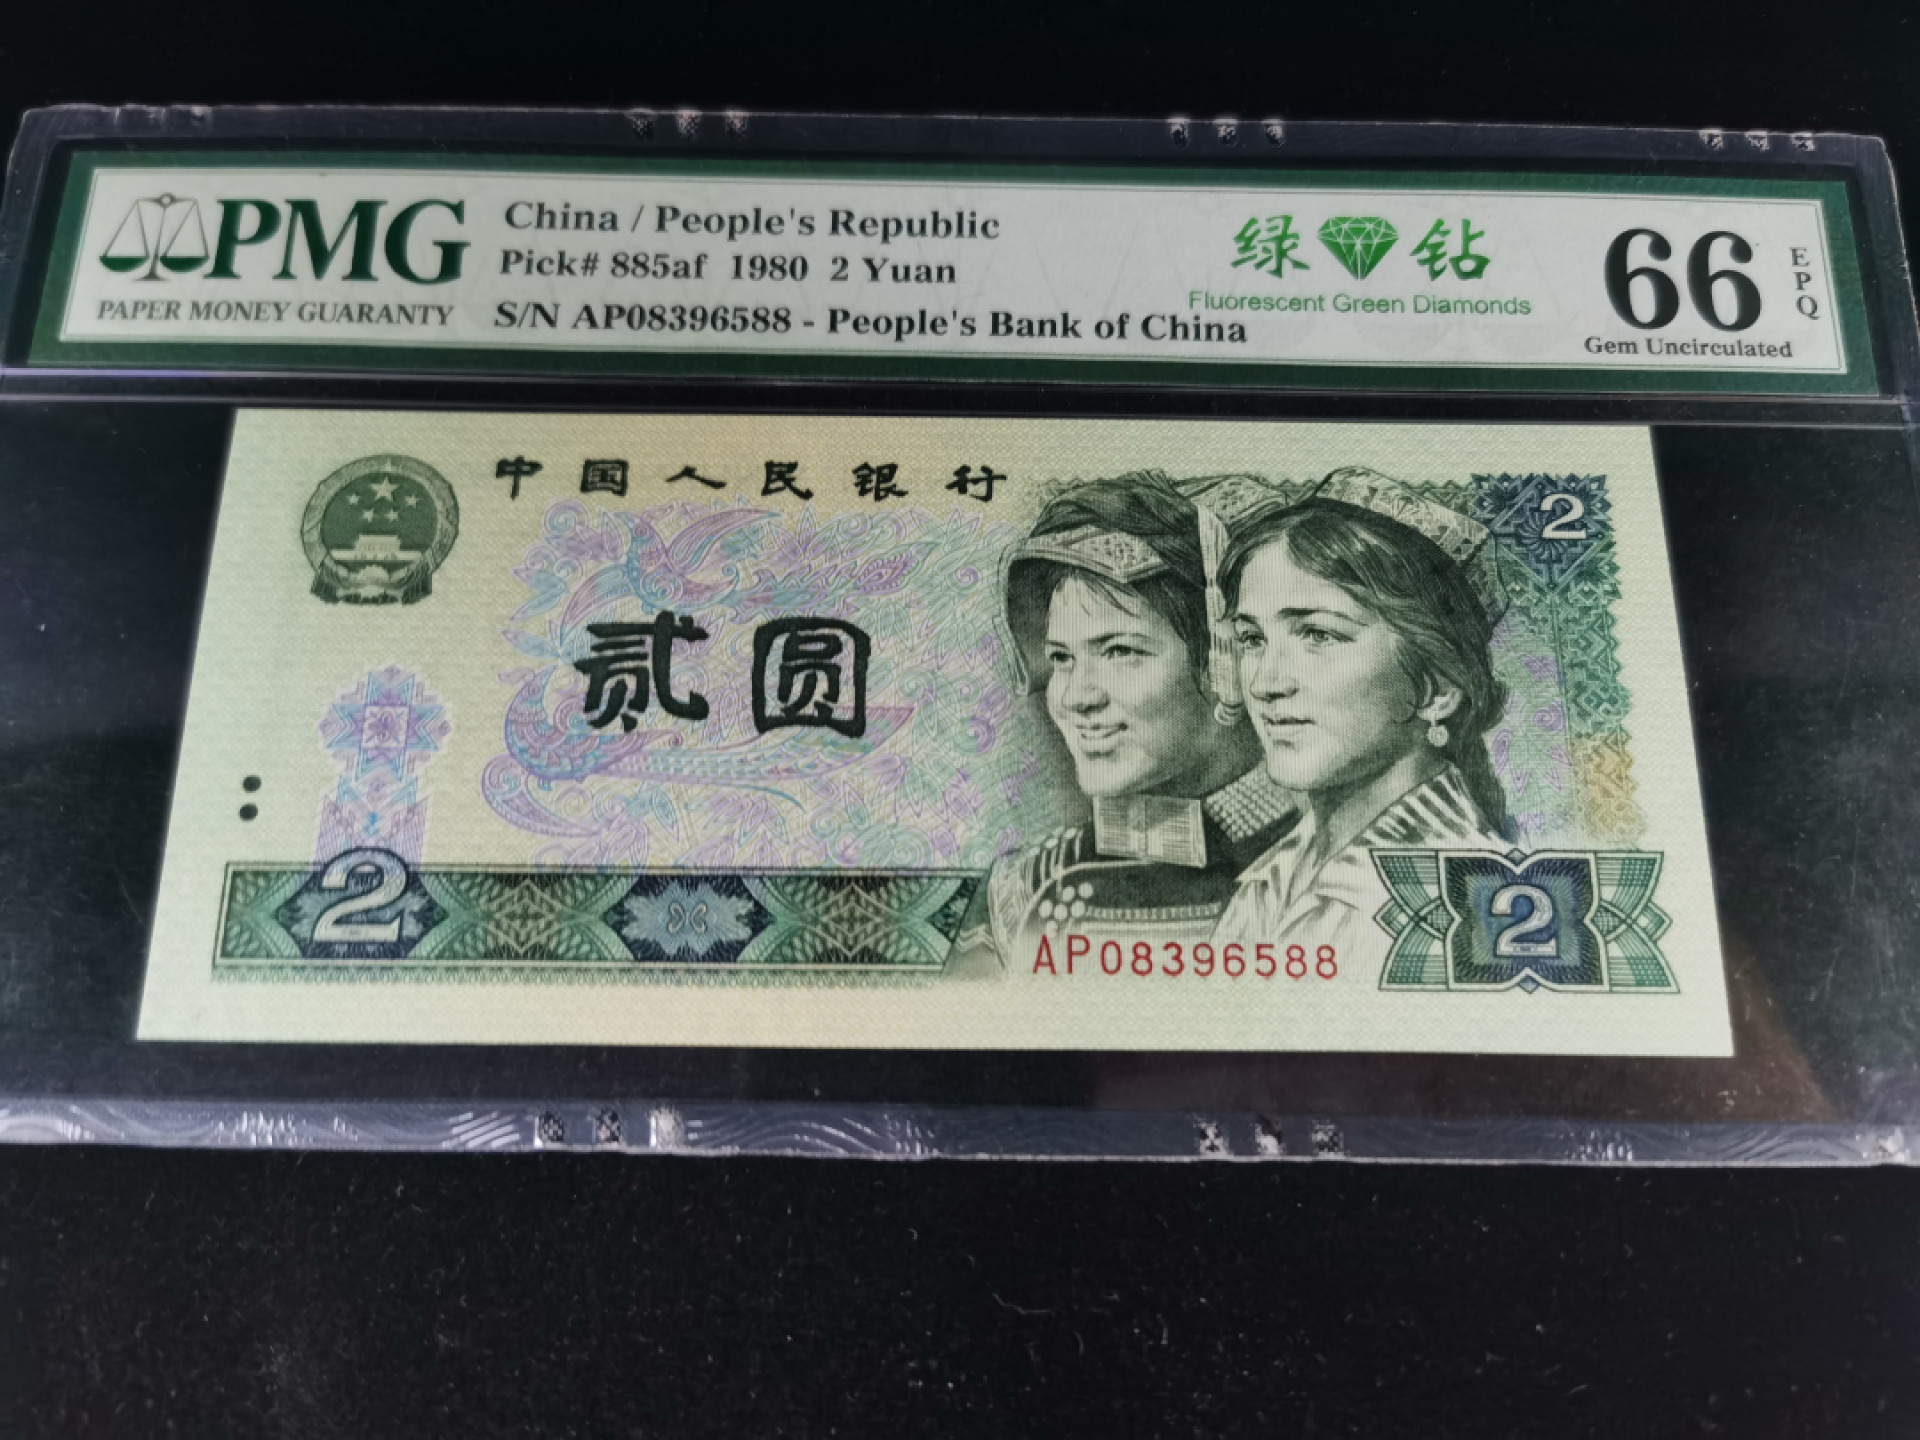 PMG
PAPER MONEY GUARANTY
China / People's Republic
Pick# 885af 1980 2 Yuan
S/N AP08396588 - People's Bank of China
绿 钻
Fluorescent Green Diamonds
66
EPQ
Gem Uncirculated
中国人民银行
2
贰圆
2
AP08396588
2